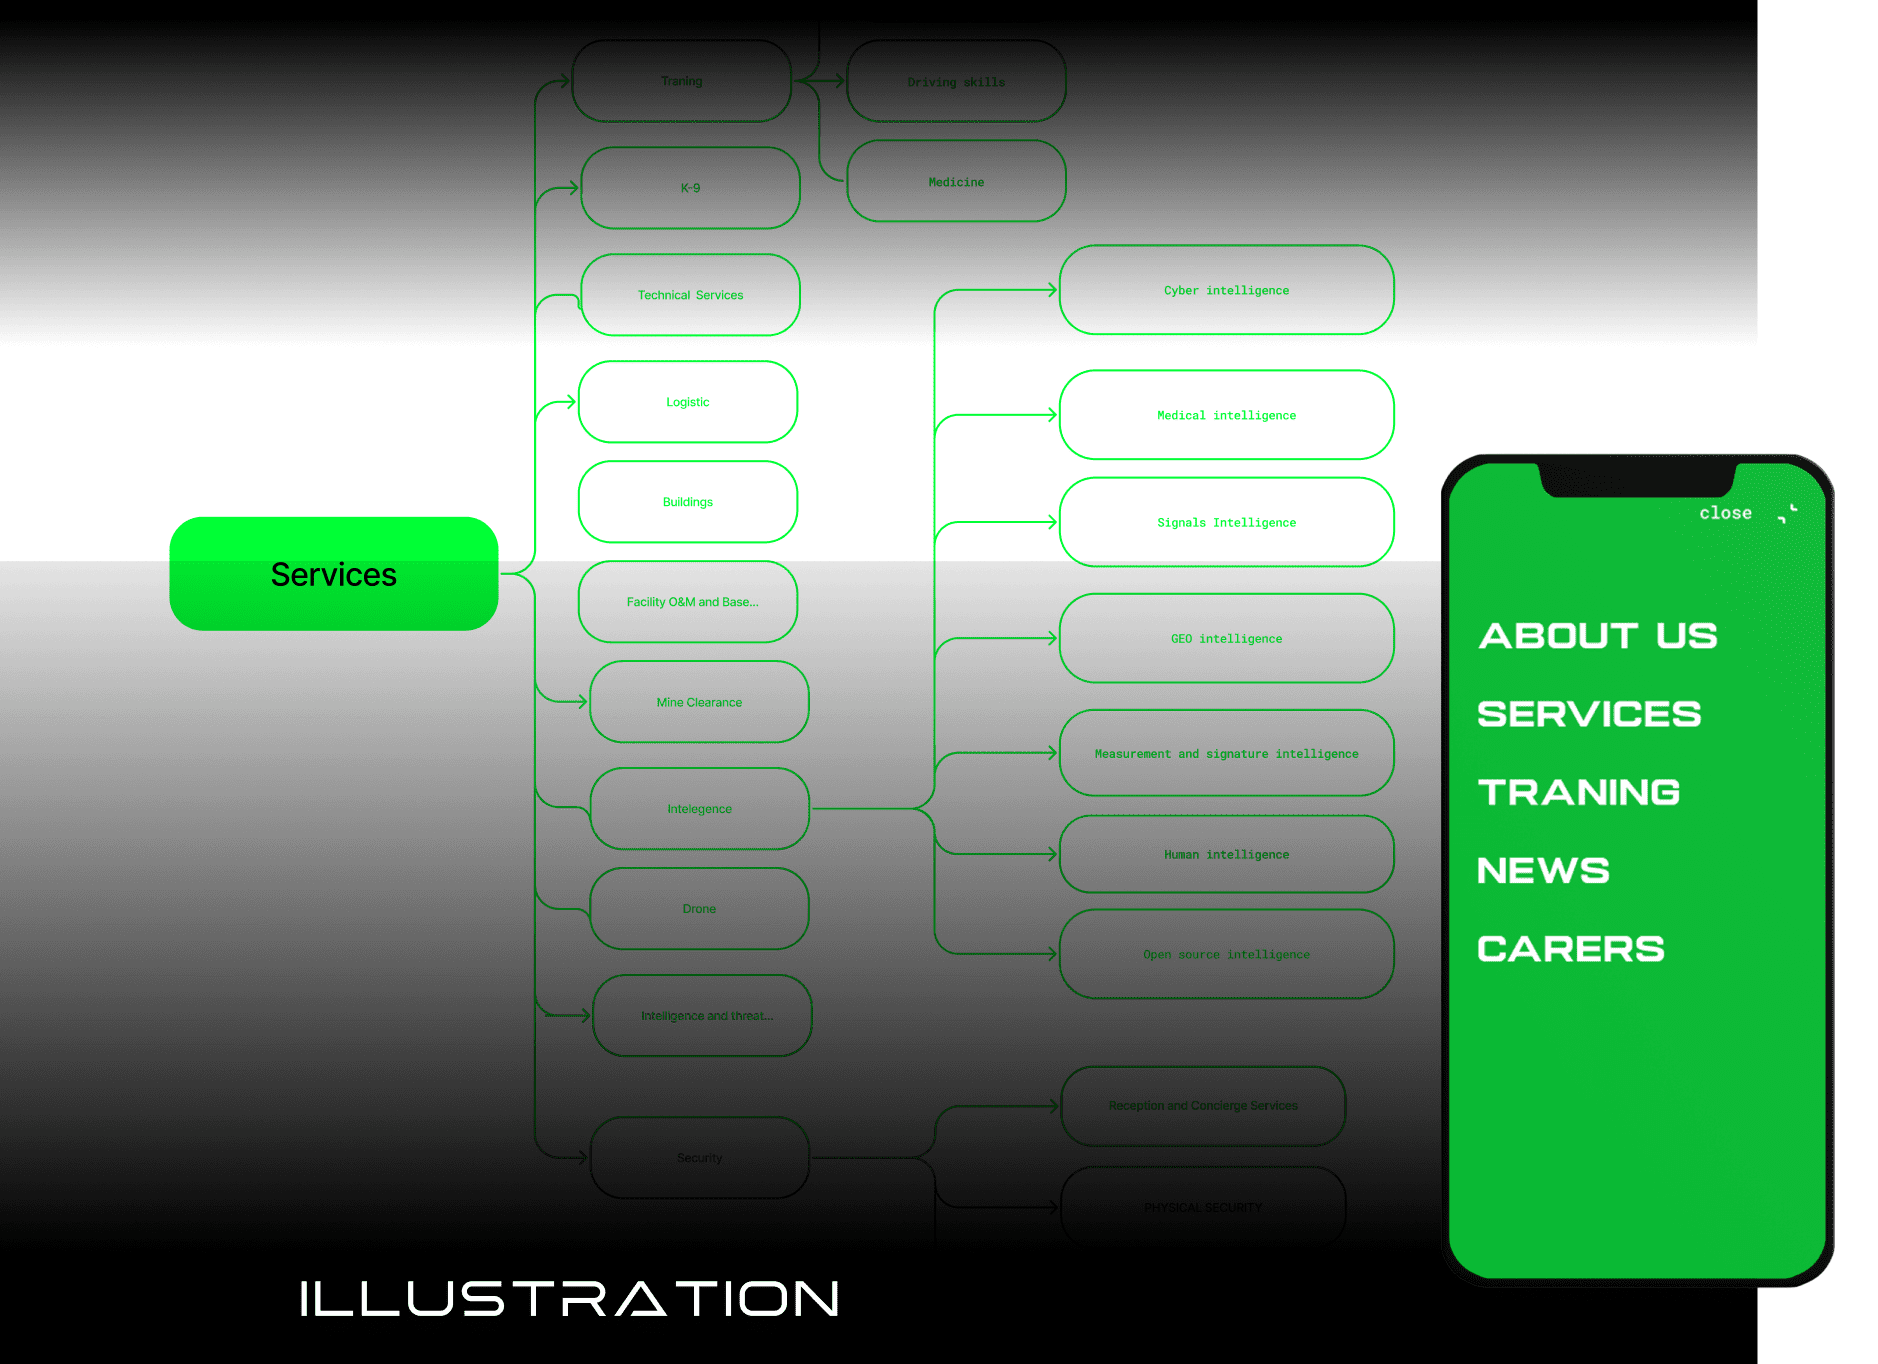 Traning
Driving skills
K-9
Medicine
Technical Services
Cyber intelligence
Logistic
Medical intelligence
Buildings
Signals Intelligence
Services
Facility O&M and Base...
GEO intelligence
Mine Clearance
Measurement and signature intelligence
Intelegence
Human intelligence
Drone
Open source intelligence
Intelligence and threat...
Reception and Concierge Services
Security
PHYSICAL SECURITY
close
ABOUT US
SERVICES
TRANING
NEWS
CARERS
ILLUSTRATION